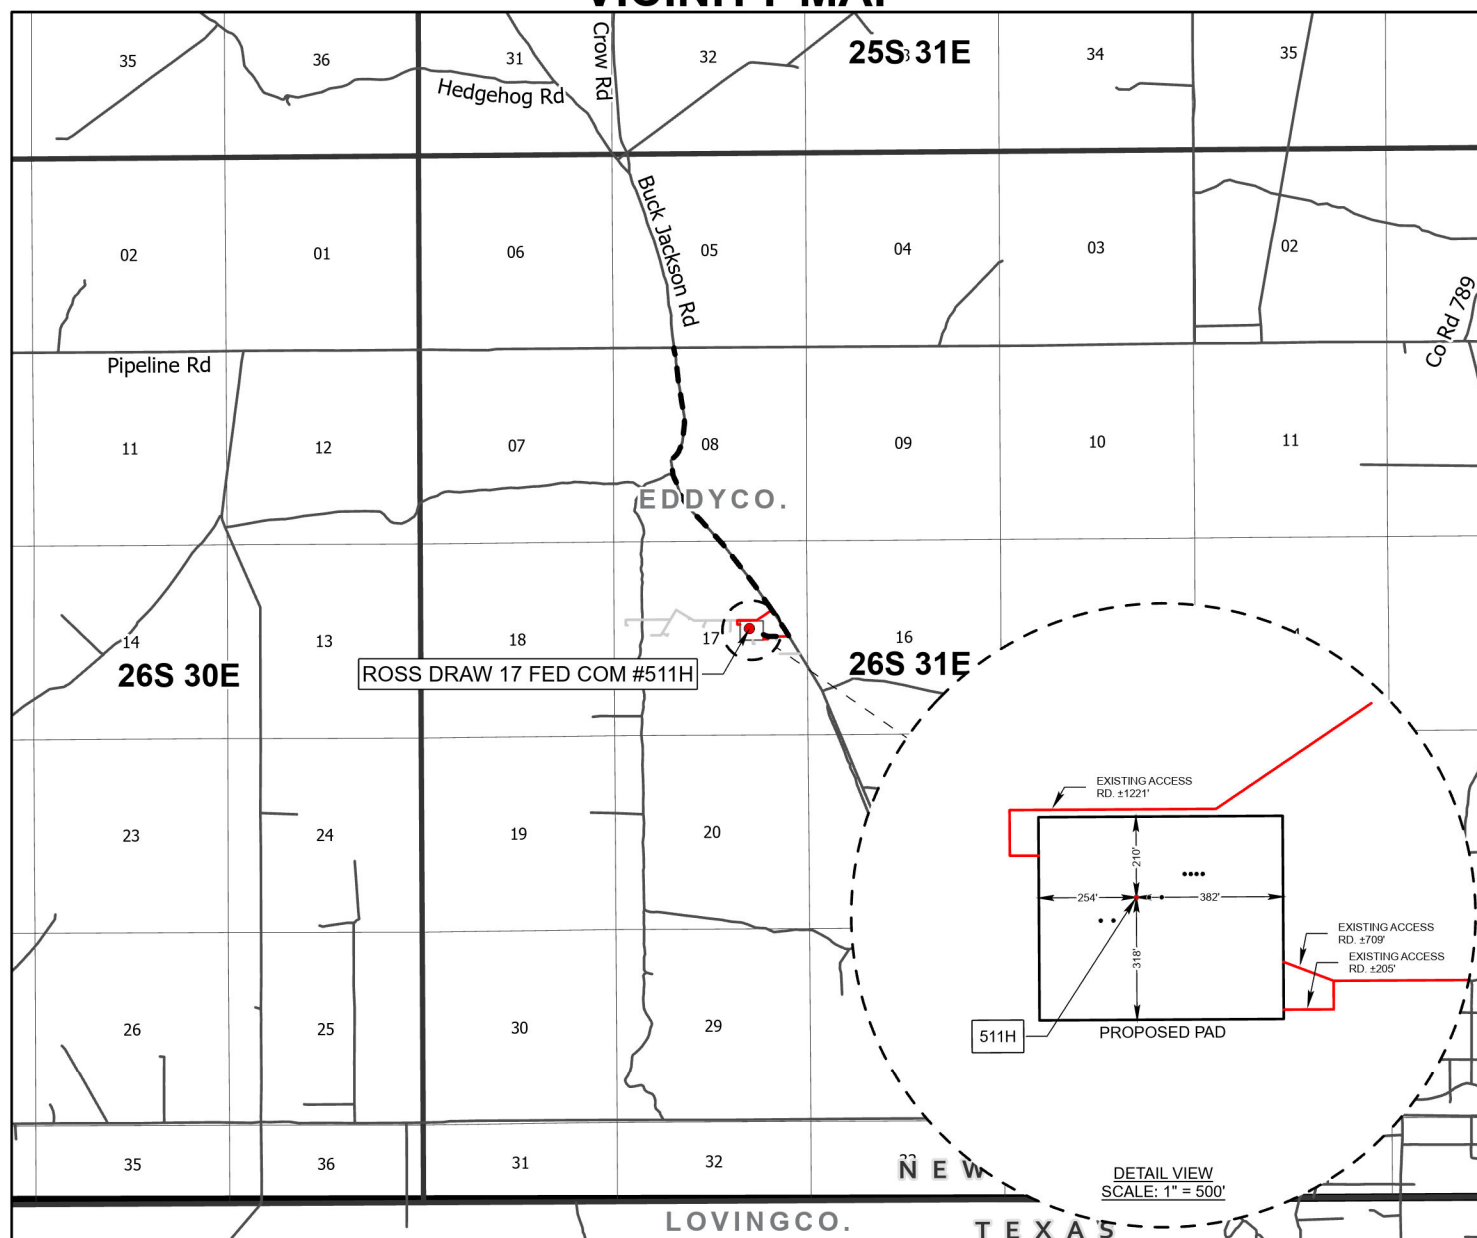 VICINITY MAP
35
36
31
Crow Rd
32
25S 31E
34
35
Hedgehog Rd
02
01
06
Buck Jackson Rd
05
04
03
02
Co Rd 789
Pipeline Rd
11
12
07
08
09
10
11
EDDYCO.
14
13
18
17
16
26S 30E
ROSS DRAW 17 FED COM #511H
26S 31E
EXISTING ACCESS
RD. ±1221'
210'
254'
382'
318'
EXISTING ACCESS
RD. ±709'
EXISTING ACCESS
RD. ±205'
511H
PROPOSED PAD
23
24
19
20
26
25
30
29
35
36
31
32
NEW
DETAIL VIEW
SCALE: 1" = 500'
LOVINGCO.
TEXAS